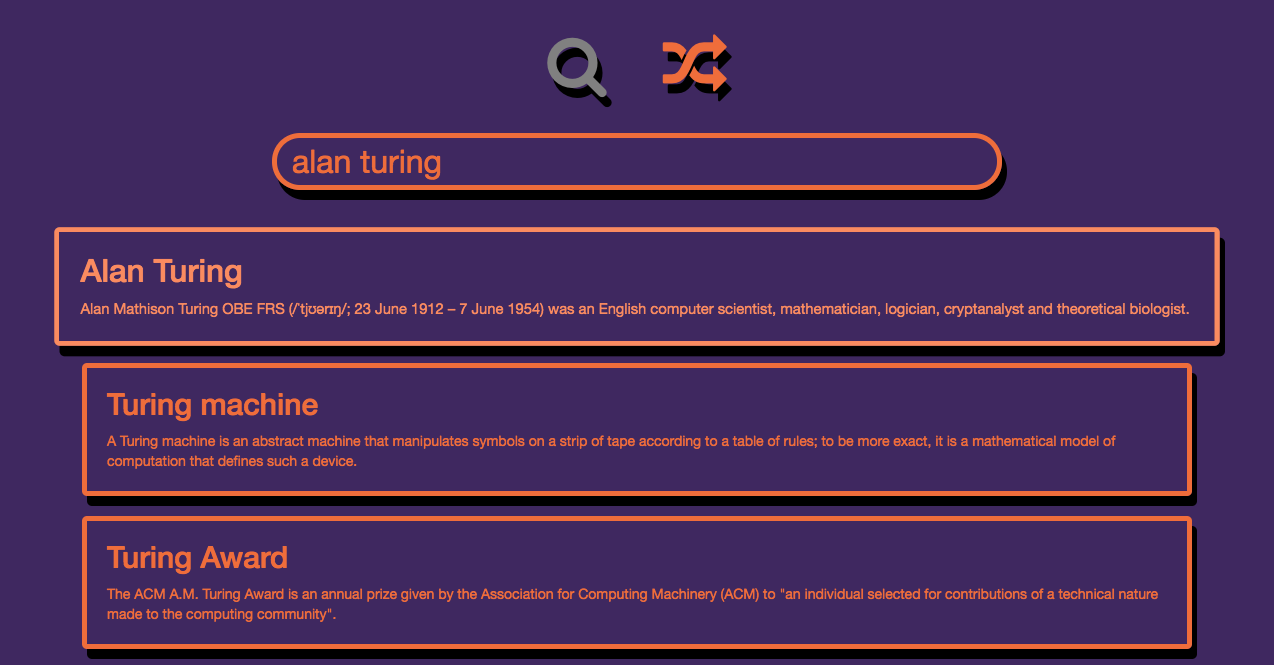 alan turing
Alan Turing
Alan Mathison Turing OBE FRS (/ˈtjʊərɪŋ/; 23 June 1912 – 7 June 1954) was an English computer scientist, mathematician, logician, cryptanalyst and theoretical biologist.
Turing machine
A Turing machine is an abstract machine that manipulates symbols on a strip of tape according to a table of rules; to be more exact, it is a mathematical model of
computation that defines such a device.
Turing Award
The ACM A.M. Turing Award is an annual prize given by the Association for Computing Machinery (ACM) to "an individual selected for contributions of a technical nature
made to the computing community".